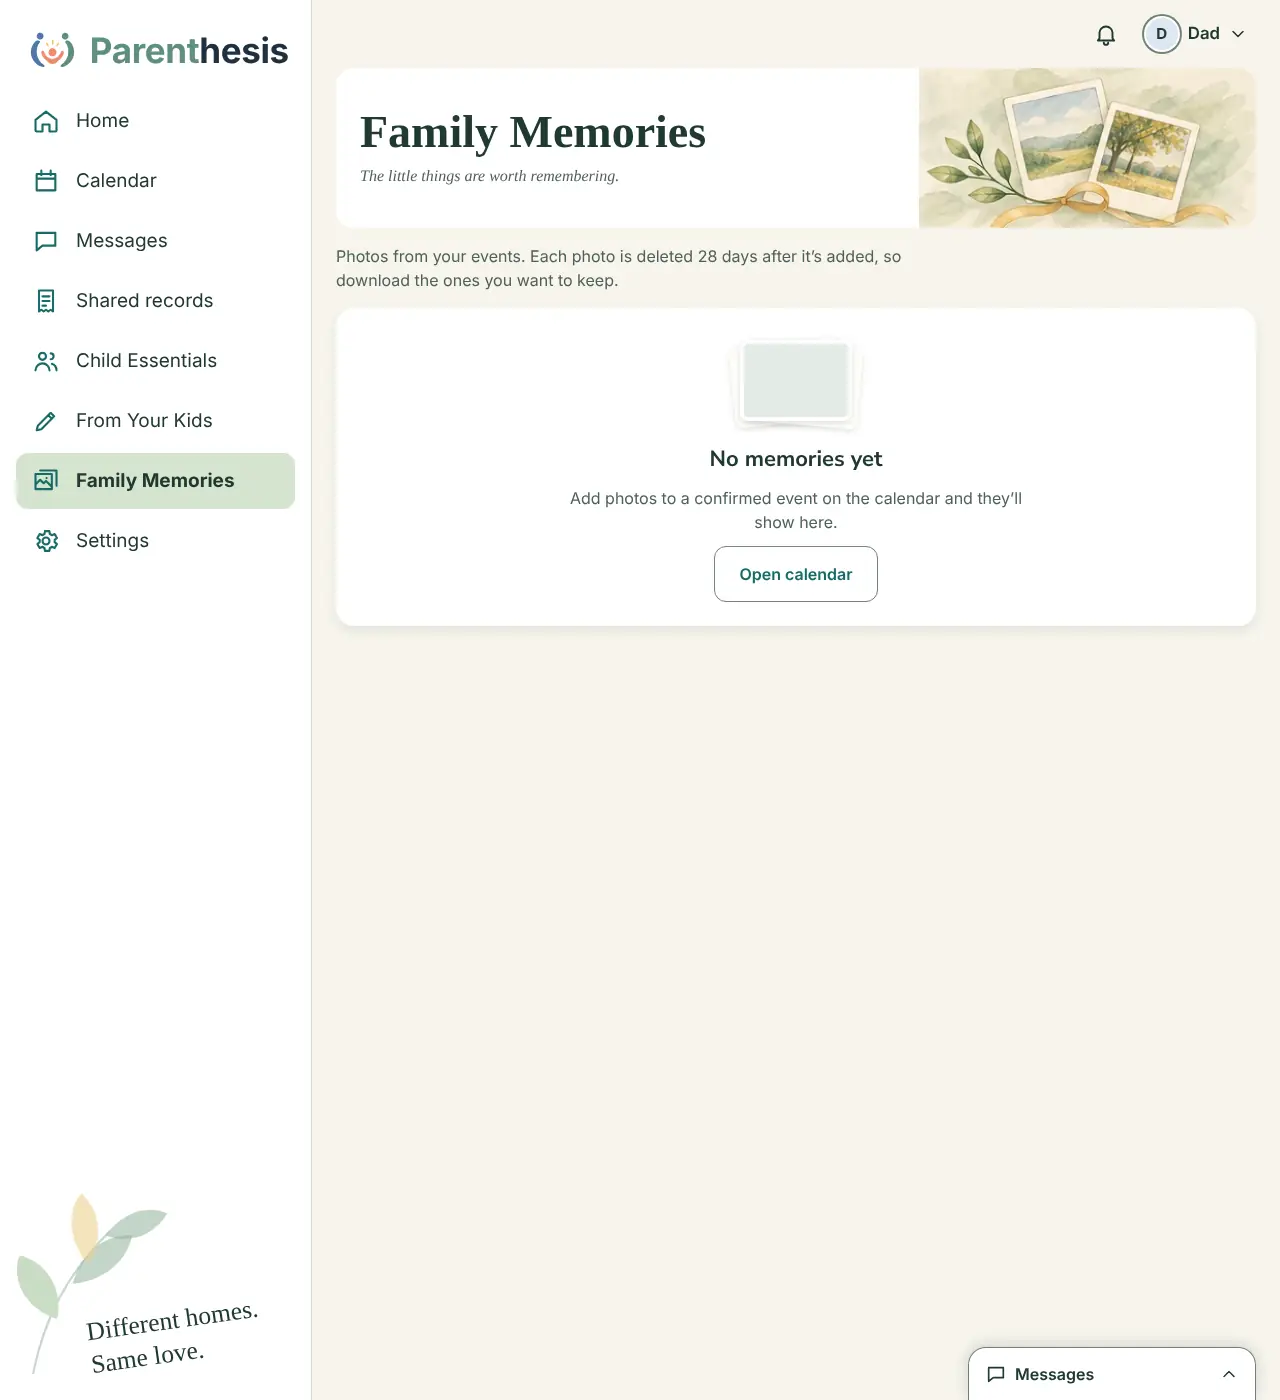 Parenthesis
Home
Calendar
Messages
Shared records
Child Essentials
From Your Kids
Family Memories
Settings
Different homes.
Same love.
D
Dad
Family Memories
The little things are worth remembering.
Photos from your events. Each photo is deleted 28 days after it’s added, so
download the ones you want to keep.
No memories yet
Add photos to a confirmed event on the calendar and they’ll
show here.
Open calendar
Messages